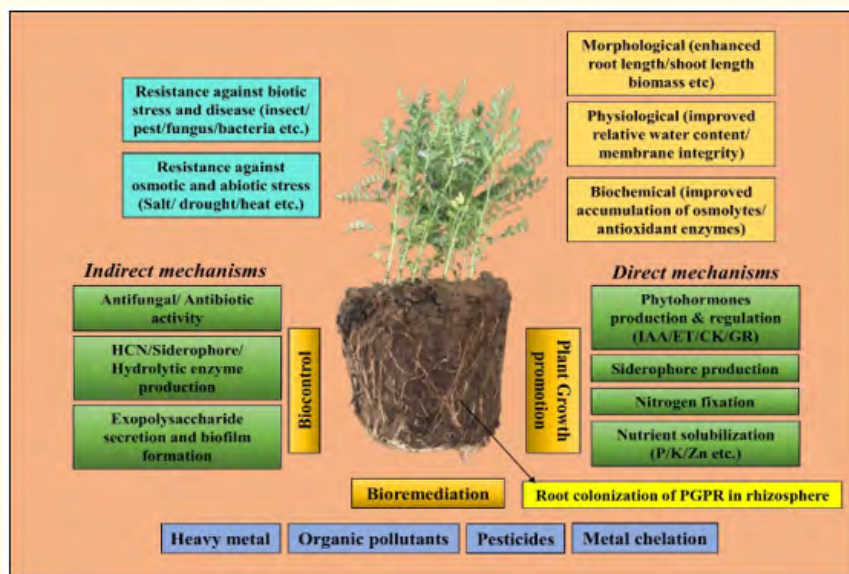 Resistance against biotic
stress and disease (insect/
pest/fungus/bacteria etc.)
Resistance against
osmotic and abiotic stress
(Salt/ drought/heat etc.)
Morphological (enhanced
root length/shoot length
biomass etc)
Physiological (improved
relative water content/
membrane integrity)
Biochemical (improved
accumulation of osmolytes/
antioxidant enzymes)
Indirect mechanisms
Antifungal/ Antibiotic
activity
HCN/Siderophore/
Hydrolytic enzyme
production
Exopolysaccharide
secretion and biofilm
formation
Biocontrol
Plant Growth
promotion
Direct mechanisms
Phytohormones
production & regulation
(IAA/ET/CK/GR)
Siderophore production
Nitrogen fixation
Nutrient solubilization
(P/K/Zn etc.)
Bioremediation
Root colonization of PGPR in rhizosphere
Heavy metal
Organic pollutants
Pesticides
Metal chelation